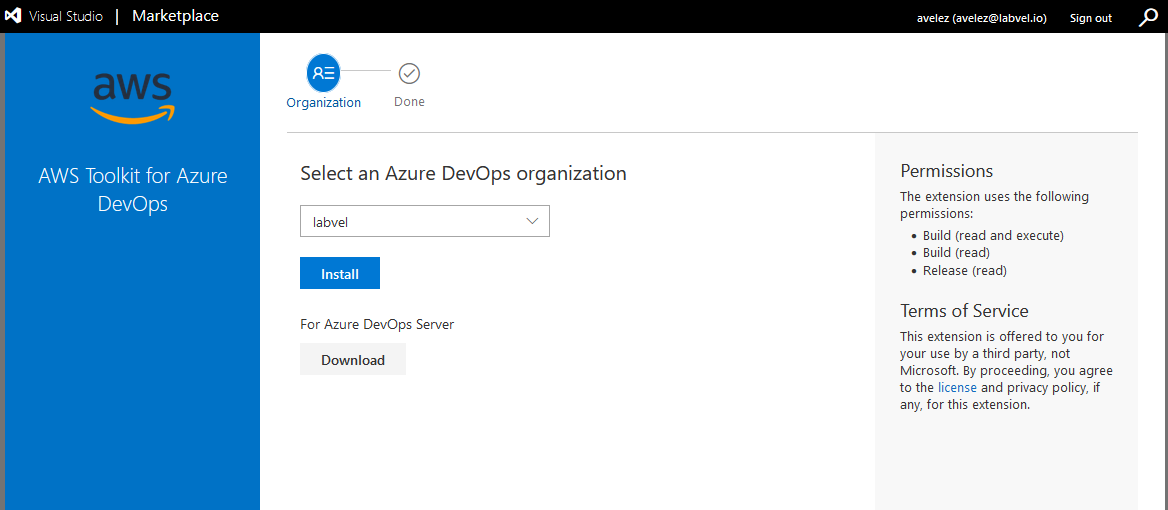 Visual Studio | Marketplace
avelez (avelez@labvel.io)
Sign out
aws
AWS Toolkit for Azure
DevOps
Organization
Done
Select an Azure DevOps organization
labvel
Install
For Azure DevOps Server
Download
Permissions
The extension uses the following
permissions:
• Build (read and execute)
• Build (read)
• Release (read)
Terms of Service
This extension is offered to you for
your use by a third party, not
Microsoft. By proceeding, you agree
to the license and privacy policy, if
any, for this extension.